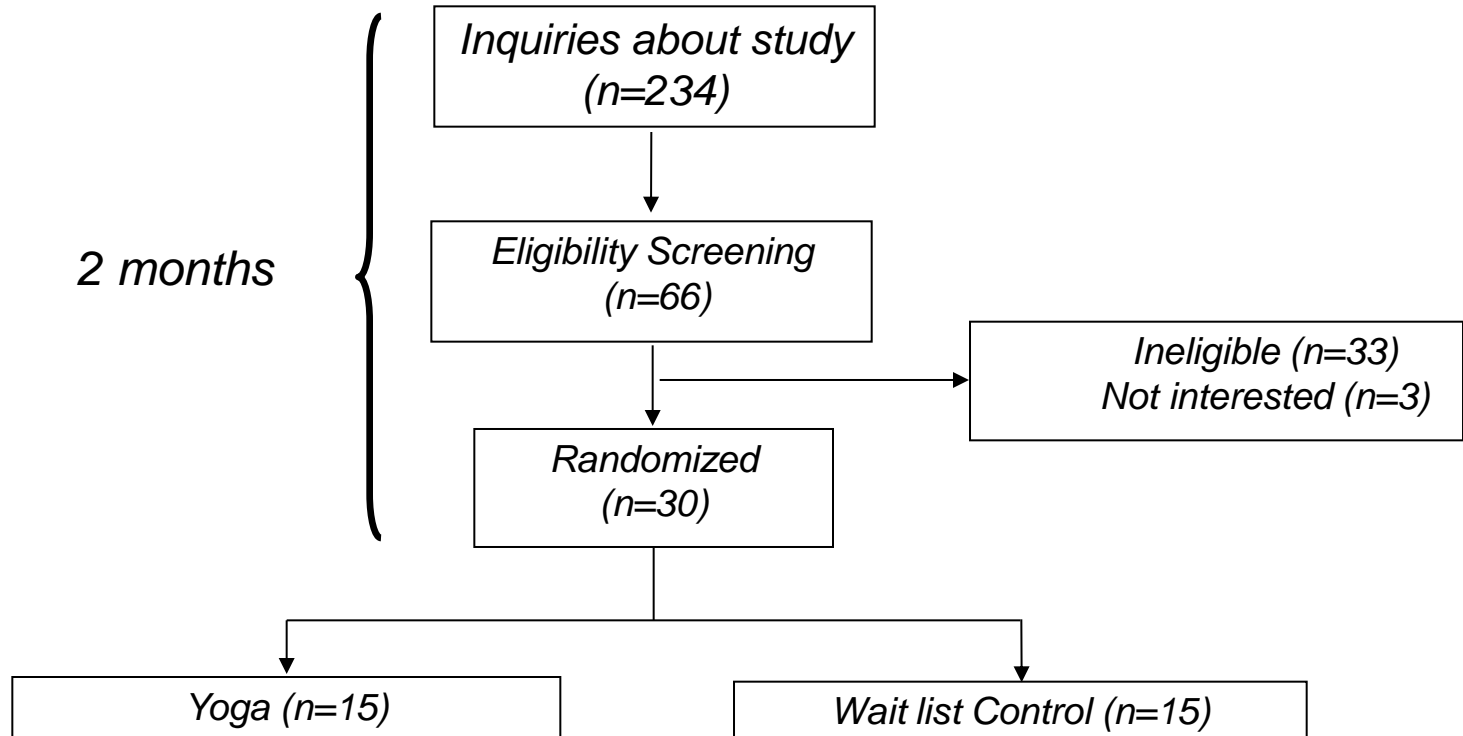 Inquiries about study
(n=234)
2 months
Eligibility Screening
(n=66)
Ineligible (n=33)
Not interested (n=3)
Randomized
(n=30)
Yoga (n=15)
Wait list Control (n=15)